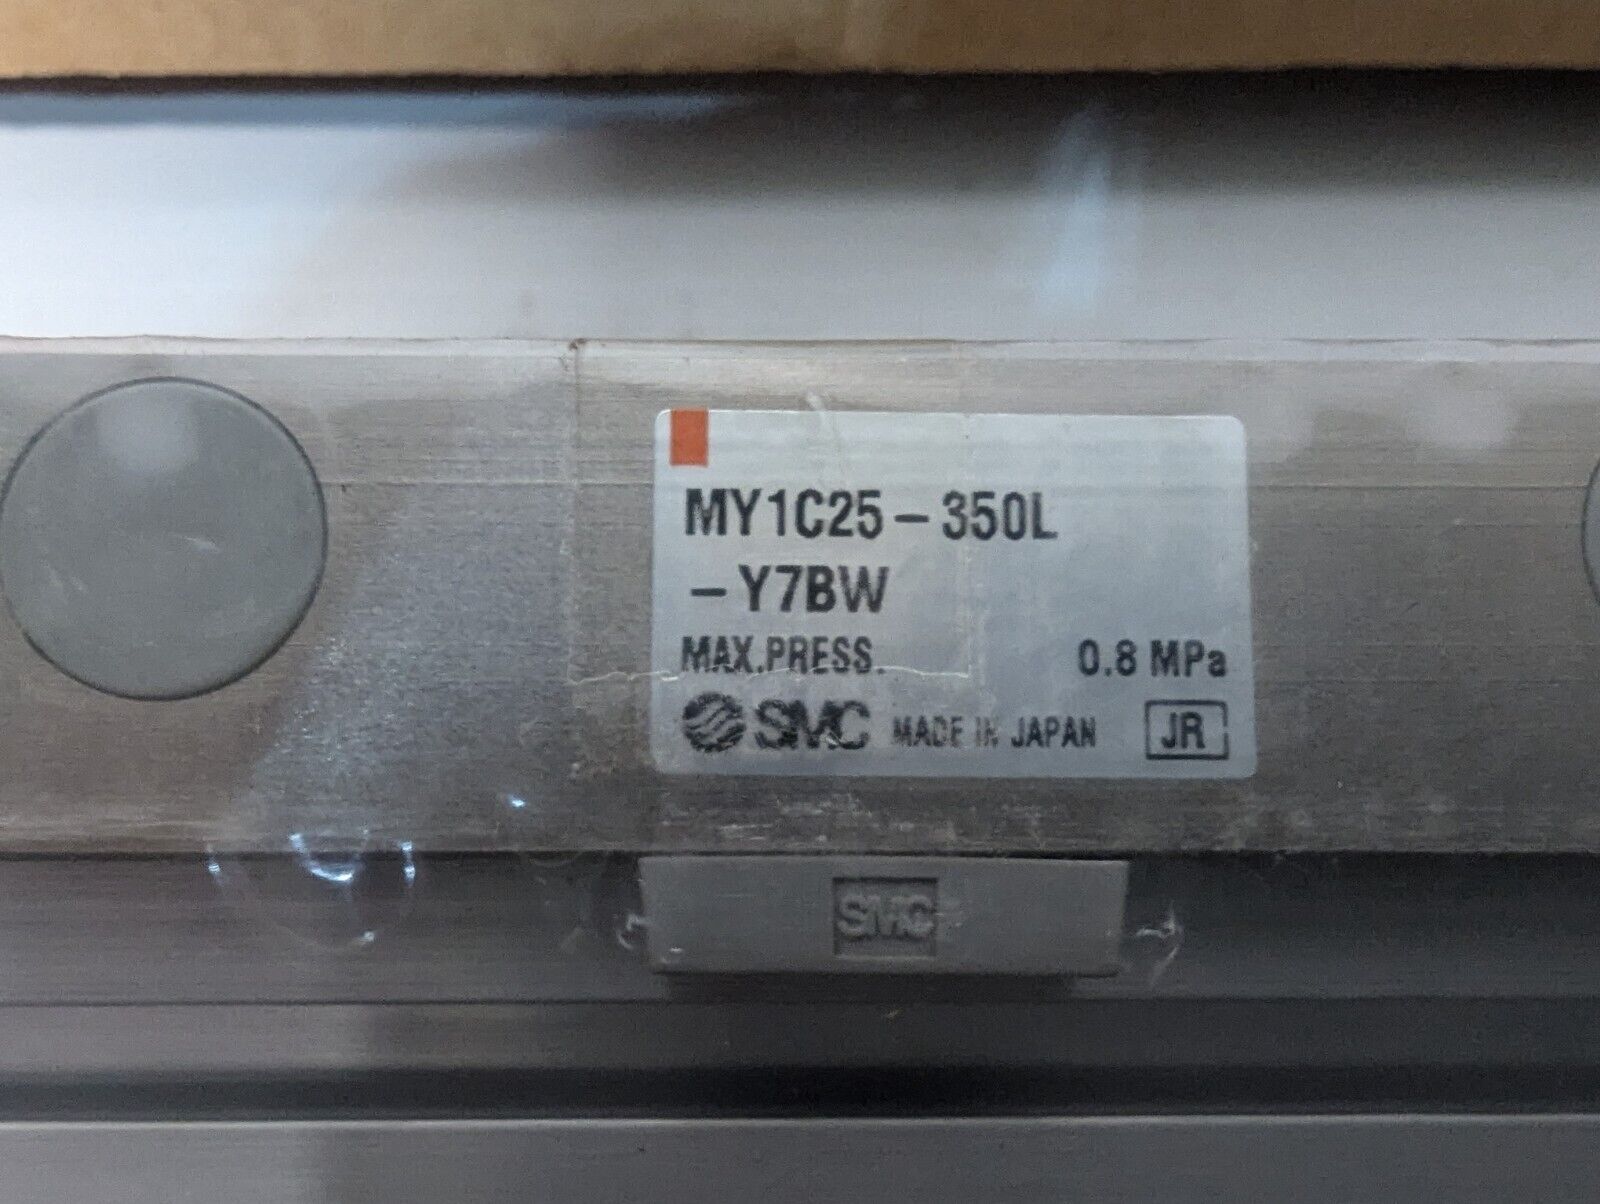 MY1C25-350L
-Y7BW
MAX.PRESS. 0.8 MPa
SMC MADE IN JAPAN JR
SMC